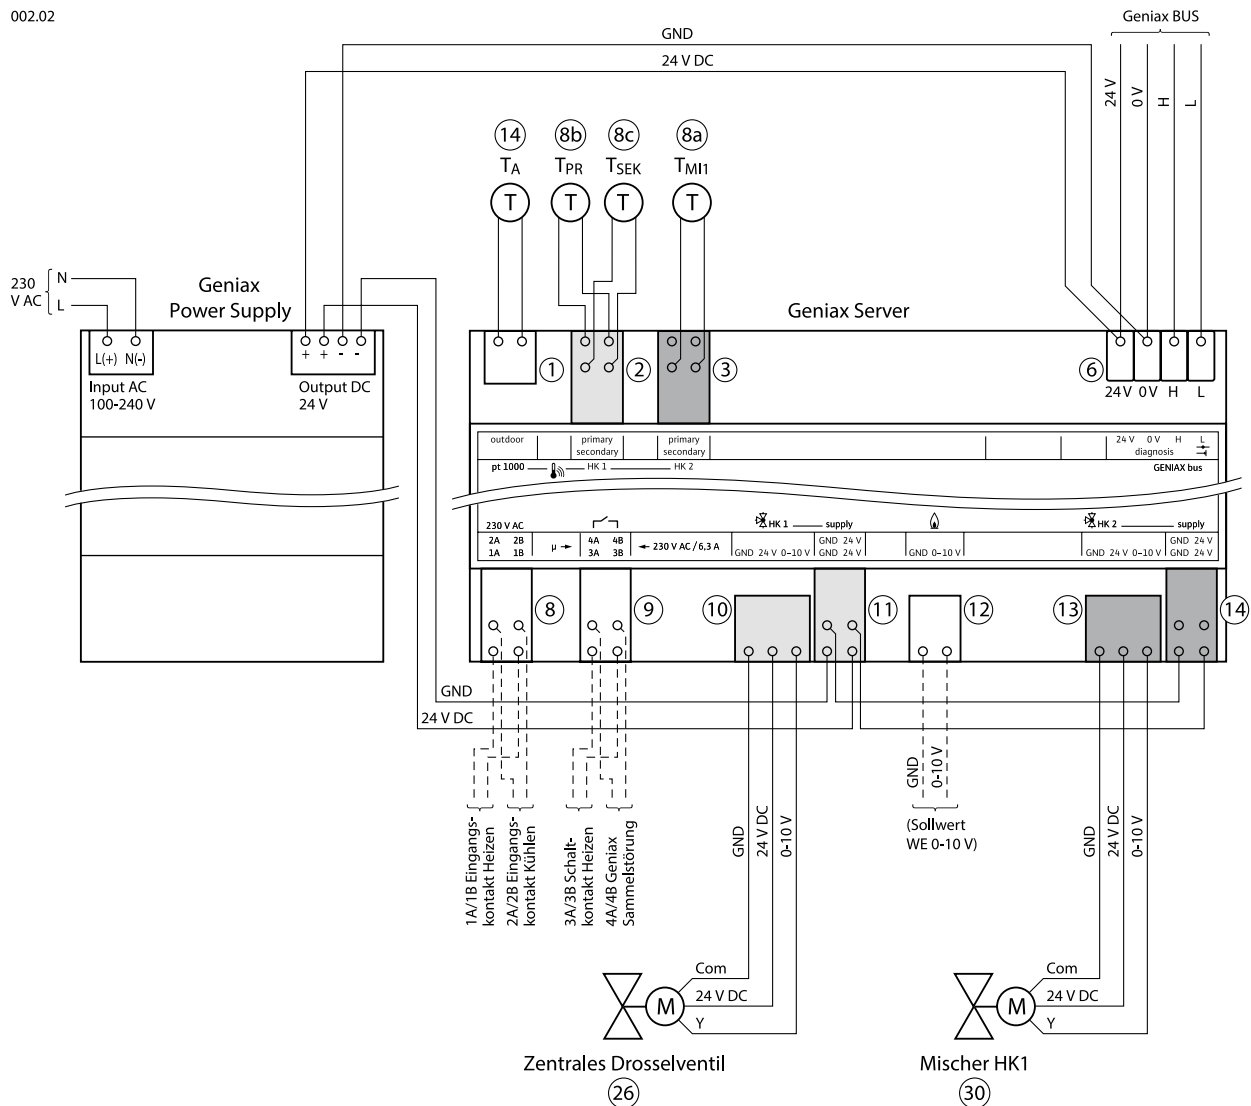 002.02
Geniax BUS
GND
24 V DC
24 V
0 V
H
L
14
8b
8c
8a
TA
TPR
TSEK
TMI1
T
T
T
T
230
V AC
N
L
Geniax
Power Supply
Geniax Server
L(+) N(-)
+ + - -
Input AC
100-240 V
Output DC
24 V
1
2
3
6
24 V 0 V H L
outdoor
primary
secondary
primary
secondary
24 V 0 V H L
diagnosis
pt 1000
HK 1
HK 2
GENIAX bus
230 V AC
HK 1
supply
HK 2
supply
2A 2B
1A 1B
µ
4A 4B
3A 3B
230 V AC / 6,3 A
GND 24 V 0–10 V
GND 24 V
GND 24 V
GND 0–10 V
GND 24 V 0–10 V
GND 24 V
GND 24 V
8
9
10
11
12
13
14
GND
24 V DC
1A/1B Eingangs-
kontakt Heizen
2A/2B Eingangs-
kontakt Kühlen
3A/3B Schalt-
kontakt Heizen
4A/4B Geniax
Sammelstörung
GND
24 V DC
0-10 V
GND
0-10 V
(Sollwert
WE 0-10 V)
GND
24 V DC
0-10 V
Com
24 V DC
Y
M
Com
24 V DC
Y
M
Zentrales Drosselventil
26
Mischer HK1
30